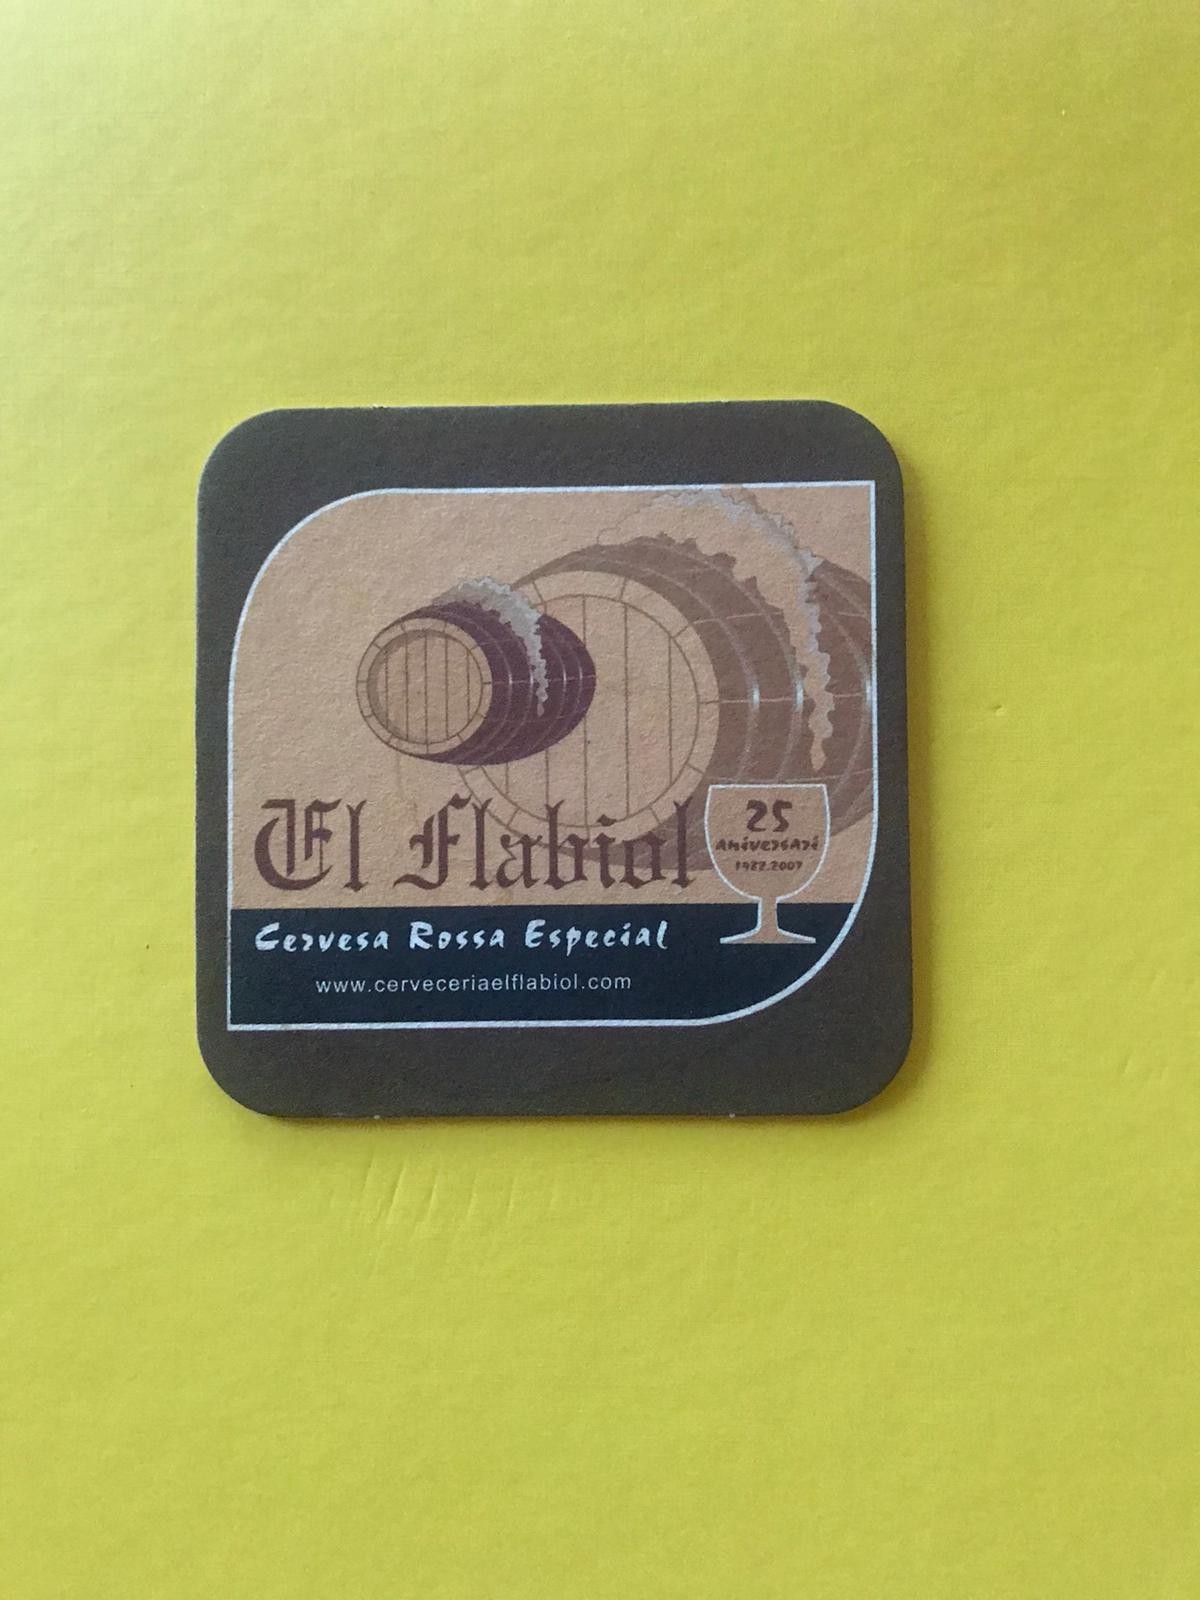 El Flabiol
25
aniversari
1982.2007
Cervesa Rossa Especial
www.cerveceriaelflabiol.com